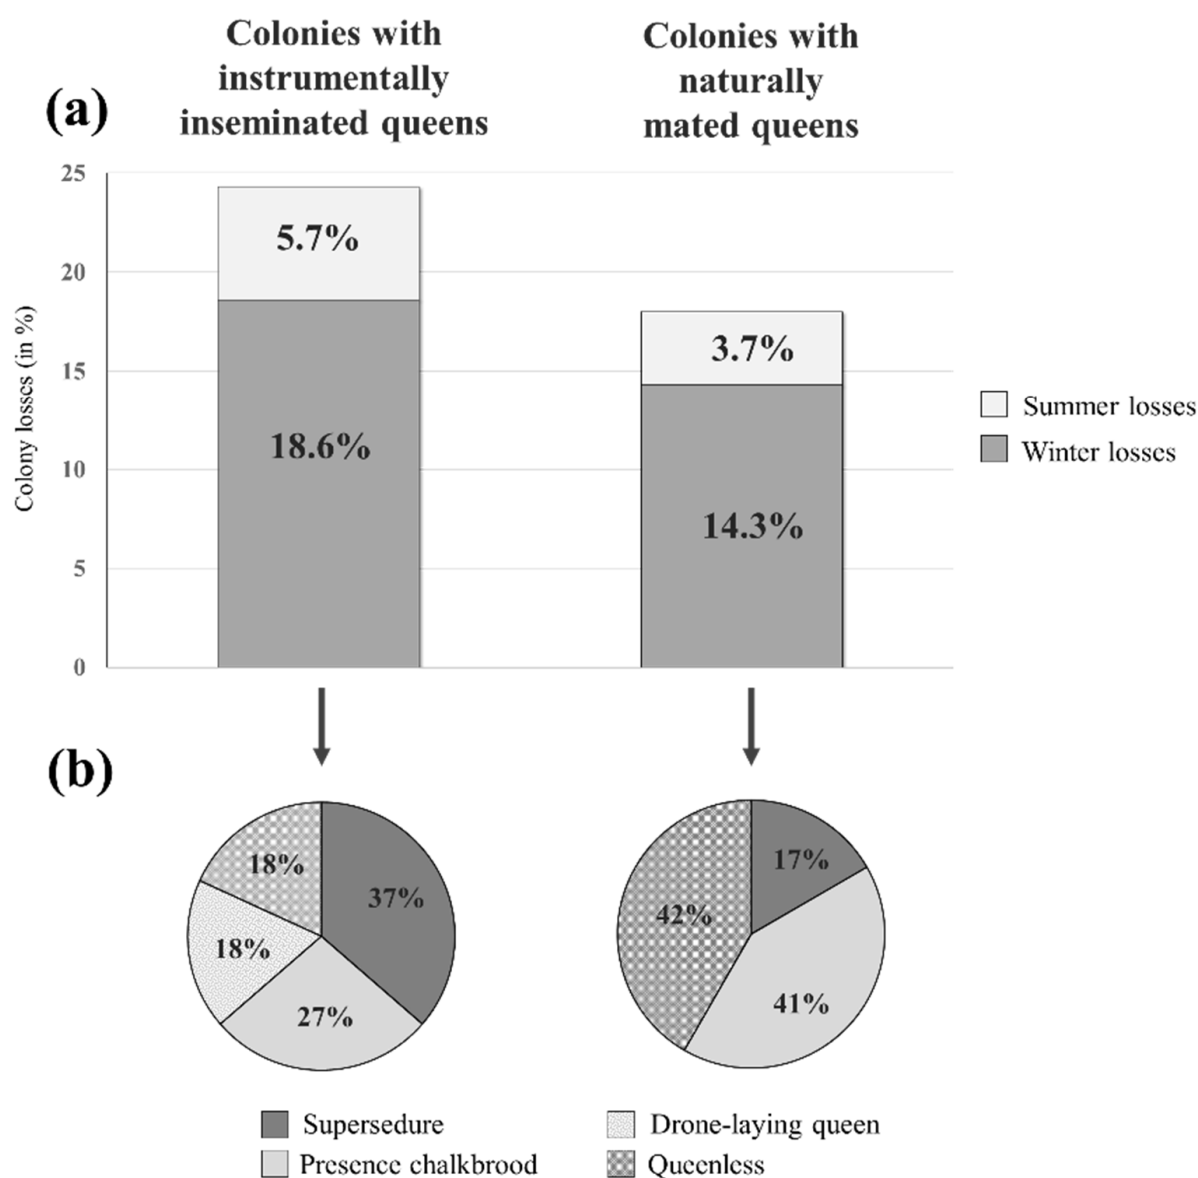 Colonies with
instrumentally
inseminated queens
Colonies with
naturally
mated queens
(a)
25
20
15
10
5
0
Colony losses (in %)
5.7%
18.6%
3.7%
14.3%
Summer losses
Winter losses
(b)
18%
37%
18%
27%
17%
42%
41%
Supersedure
Drone-laying queen
Presence chalkbrood
Queenless